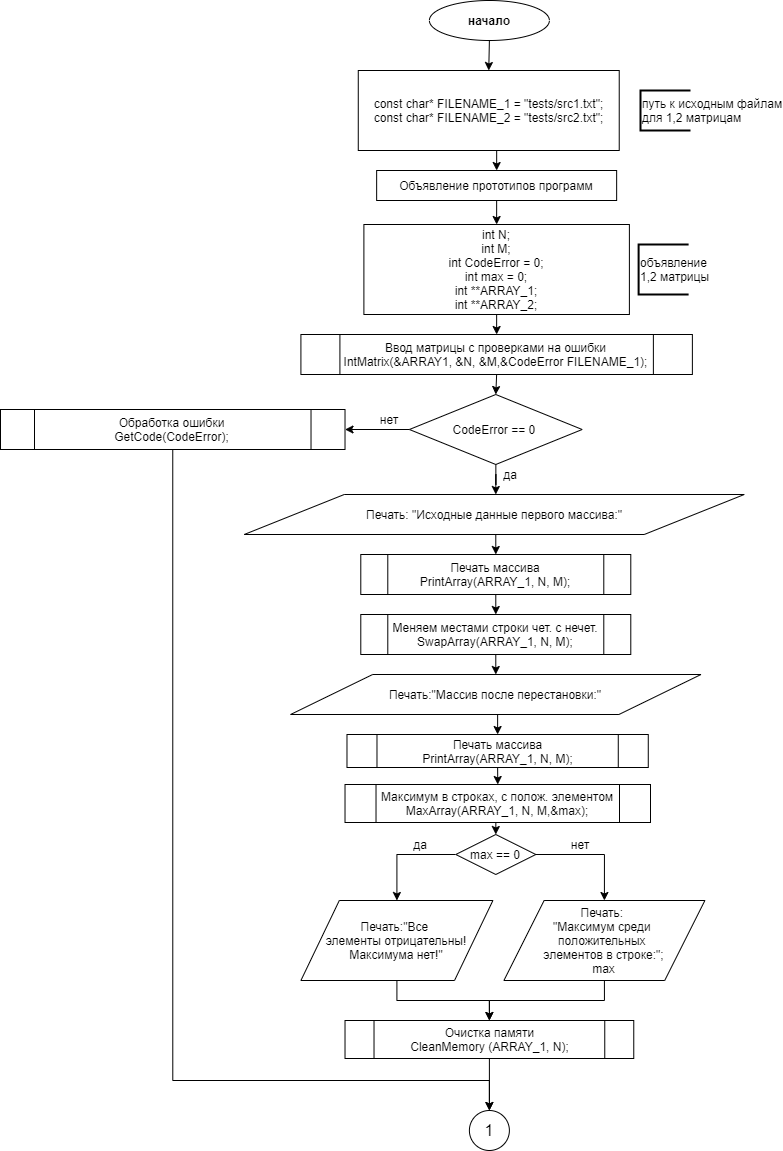 начало
const char* FILENAME_1 = "tests/src1.txt";
const char* FILENAME_2 = "tests/src2.txt";
путь к исходным файлам
для 1,2 матрицам
Объявление прототипов программ
int N;
int M;
int CodeError = 0;
int max = 0;
int **ARRAY_1;
int **ARRAY_2;
объявление
1,2 матрицы
Ввод матрицы с проверками на ошибки
IntMatrix(&ARRAY1, &N, &M,&CodeError FILENAME_1);
CodeError == 0
нет
Обработка ошибки
GetCode(CodeError);
да
Печать: "Исходные данные первого массива:"
Печать массива
PrintArray(ARRAY_1, N, M);
Меняем местами строки чет. с нечет.
SwapArray(ARRAY_1, N, M);
Печать:"Массив после перестановки:"
Печать массива
PrintArray(ARRAY_1, N, M);
Максимум в строках, с полож. элементом
MaxArray(ARRAY_1, N, M,&max);
max == 0
да
нет
Печать:"Все
элементы отрицательны!
Максимума нет!"
Печать:
"Максимум среди
положительных
элементов в строке:";
max
Очистка памяти
CleanMemory (ARRAY_1, N);
1